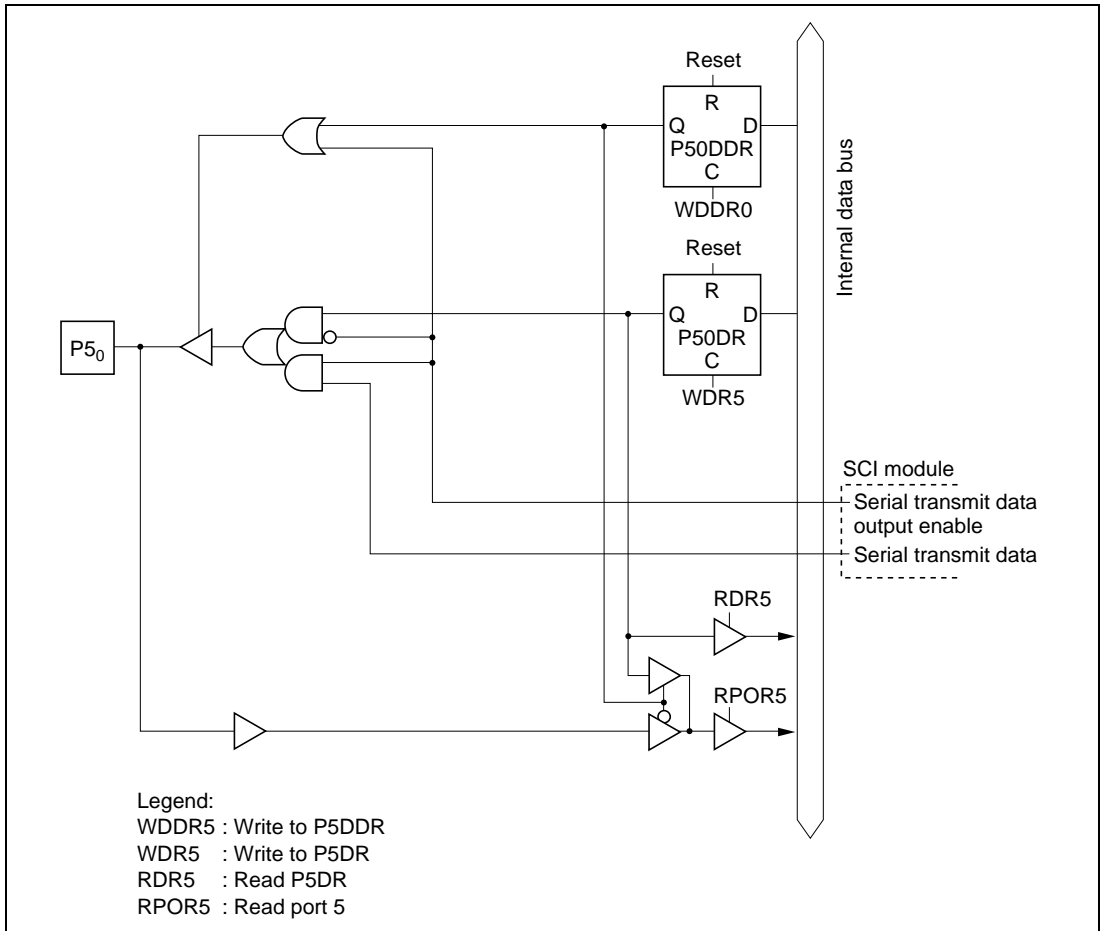 Reset
R
Q D
P50DDR
C
WDDR0
Internal data bus
Reset
R
Q D
P50DR
C
WDR5
P5₀
SCI module
Serial transmit data
output enable
Serial transmit data
RDR5
RPOR5
Legend:
WDDR5 : Write to P5DDR
WDR5 : Write to P5DR
RDR5 : Read P5DR
RPOR5 : Read port 5